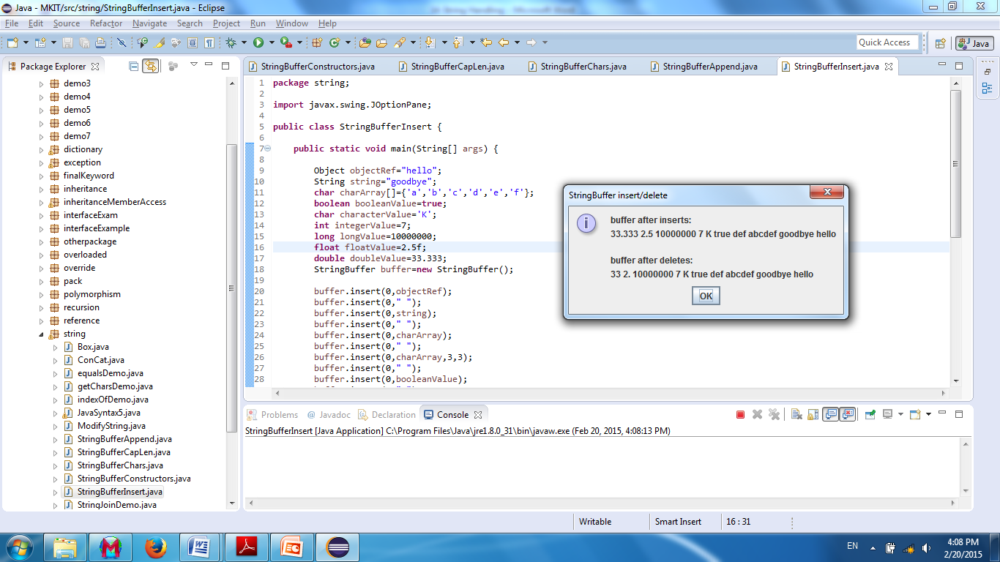 Java - MKIT/src/string/StringBufferInsert.java - Eclipse
File Edit Source Refactor Navigate Search Project Run Window Help
Quick Access
Java
Package Explorer
demo3
demo4
demo5
demo6
demo7
dictionary
exception
finalKeyword
inheritance
inheritanceMemberAccess
interfaceExam
interfaceExample
otherpackage
overloaded
override
pack
polymorphism
recursion
reference
string
Box.java
ConCat.java
equalsDemo.java
getCharsDemo.java
indexOfDemo.java
JavaSyntax5.java
ModifyString.java
StringBufferAppend.java
StringBufferCapLen.java
StringBufferChars.java
StringBufferConstructors.java
StringBufferInsert.java
StringJoinDemo.java
StringBufferConstructors.java StringBufferCapLen.java StringBufferChars.java StringBufferAppend.java StringBufferInsert.java
1 package string;
2
3 import javax.swing.JOptionPane;
4
5 public class StringBufferInsert {
6
7 public static void main(String[] args) {
8
9 Object objectRef="hello";
10 String string="goodbye";
11 char charArray[]={'a','b','c','d','e','f'};
12 boolean booleanValue=true;
13 char characterValue='K';
14 int integerValue=7;
15 long longValue=10000000;
16 float floatValue=2.5f;
17 double doubleValue=33.333;
18 StringBuffer buffer=new StringBuffer();
19
20 buffer.insert(0,objectRef);
21 buffer.insert(0," ");
22 buffer.insert(0,string);
23 buffer.insert(0," ");
24 buffer.insert(0,charArray);
25 buffer.insert(0," ");
26 buffer.insert(0,charArray,3,3);
27 buffer.insert(0," ");
28 buffer.insert(0,booleanValue);
StringBuffer insert/delete
buffer after inserts:
33.333 2.5 10000000 7 K true def abcdef goodbye hello
buffer after deletes:
33 2. 10000000 7 K true def abcdef goodbye hello
OK
Problems @ Javadoc Declaration Console
StringBufferInsert [Java Application] C:\Program Files\Java\jre1.8.0_31\bin\javaw.exe (Feb 20, 2015, 4:08:13 PM)
Writable Smart Insert 16 : 31
EN
4:08 PM
2/20/2015